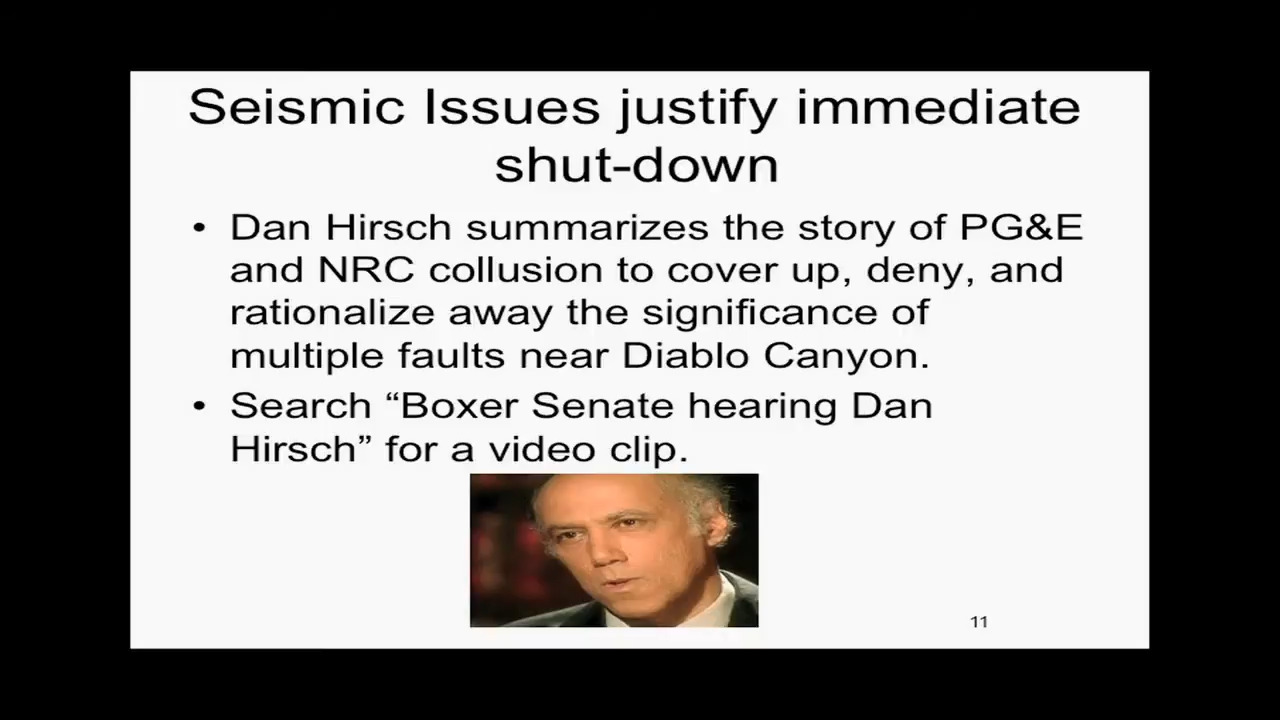 Seismic Issues justify immediate
shut-down
• Dan Hirsch summarizes the story of PG&E
and NRC collusion to cover up, deny, and
rationalize away the significance of
multiple faults near Diablo Canyon.
• Search “Boxer Senate hearing Dan
Hirsch” for a video clip.
11